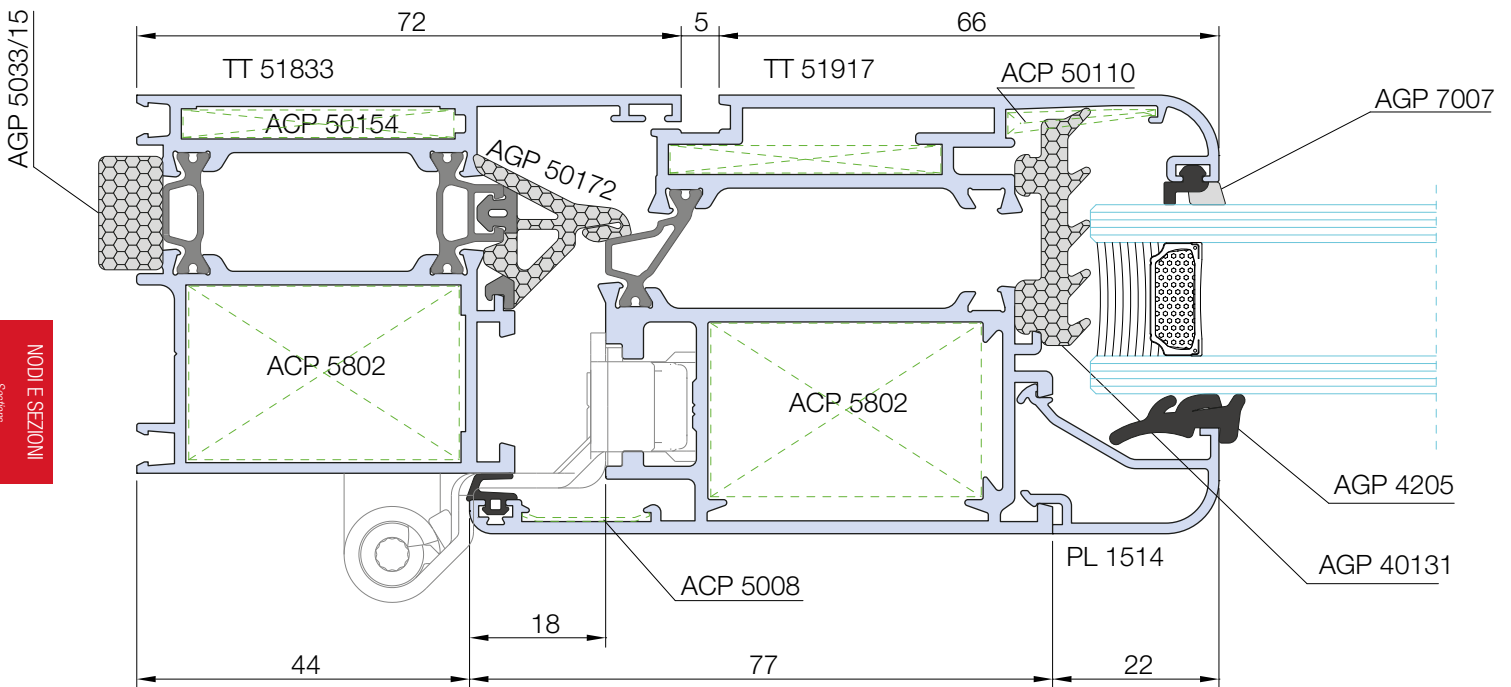 72
5
66
AGP 5033/15
TT 51833
TT 51917
ACP 50110
AGP 7007
ACP 50154
AGP 50172
ACP 5802
ACP 5802
NODI E SEZIONI
Sections
AGP 4205
PL 1514
AGP 40131
ACP 5008
18
44
77
22